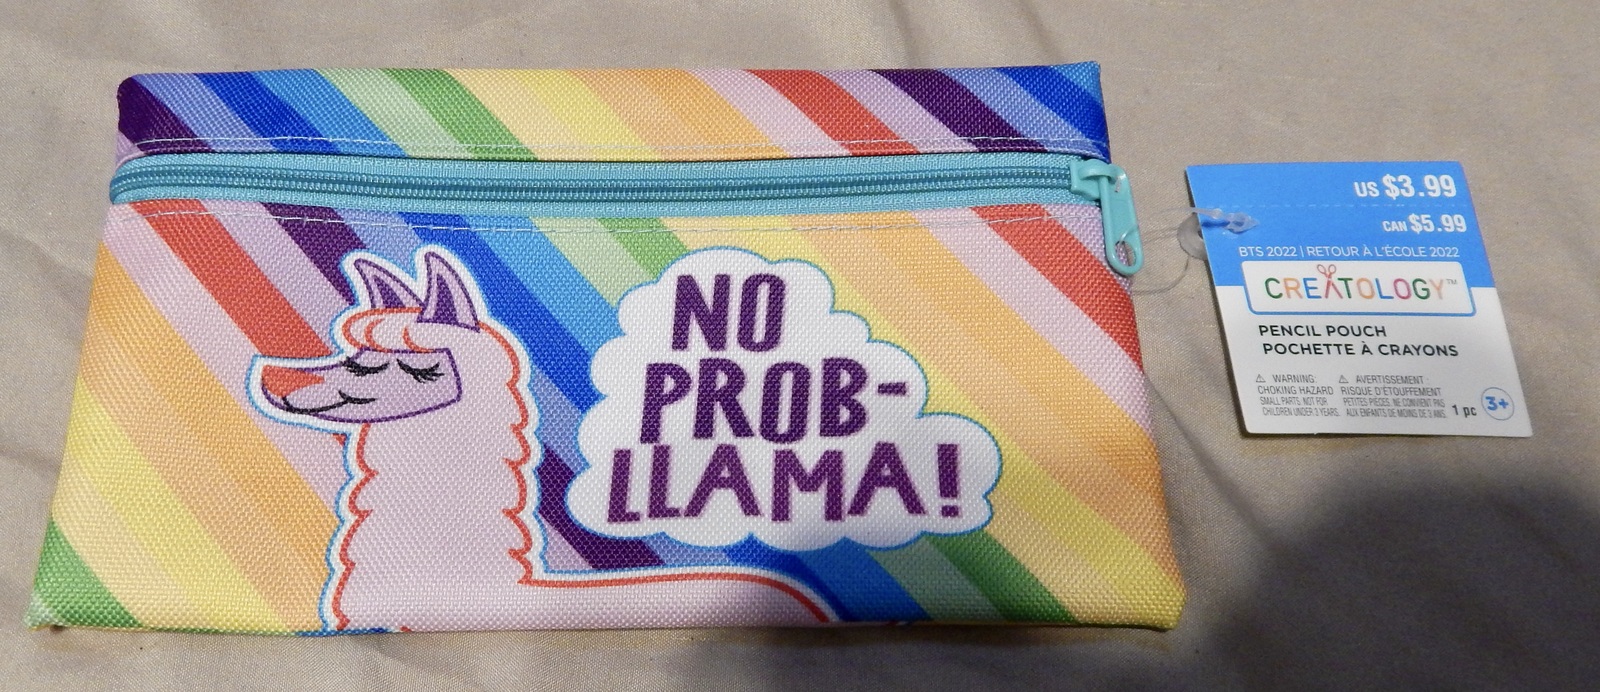 NO
PROB-
LLAMA!
US $3.99
CAN $5.99
BTS 2022 | RETOUR À L'ÉCOLE 2022
CREATOLOGY™
PENCIL POUCH
POCHETTE À CRAYONS
⚠ WARNING: ⚠ AVERTISSEMENT:
CHOKING HAZARD RISQUE D'ÉTOUFFEMENT
SMALL PARTS. NOT FOR PETITES PIÈCES. NE CONVIENT PAS
CHILDREN UNDER 3 YEARS. AUX ENFANTS DE MOINS DE 3 ANS.
1 pc
3+